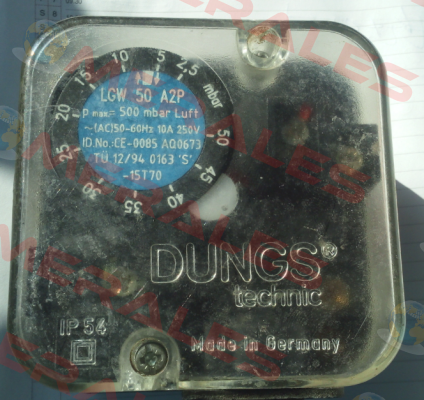 2,5 5 10 15 20 25 30 35 40 45 50 mbar
LGW 50 A2P
p max= 500 mbar Luft
~(AC)50-60Hz 10A 250V
ID.No.:CE-0085 AQ0673
TÜ 12/94 0163 'S'
-15T70
DUNGS®
technic
IP 54
Made in Germany